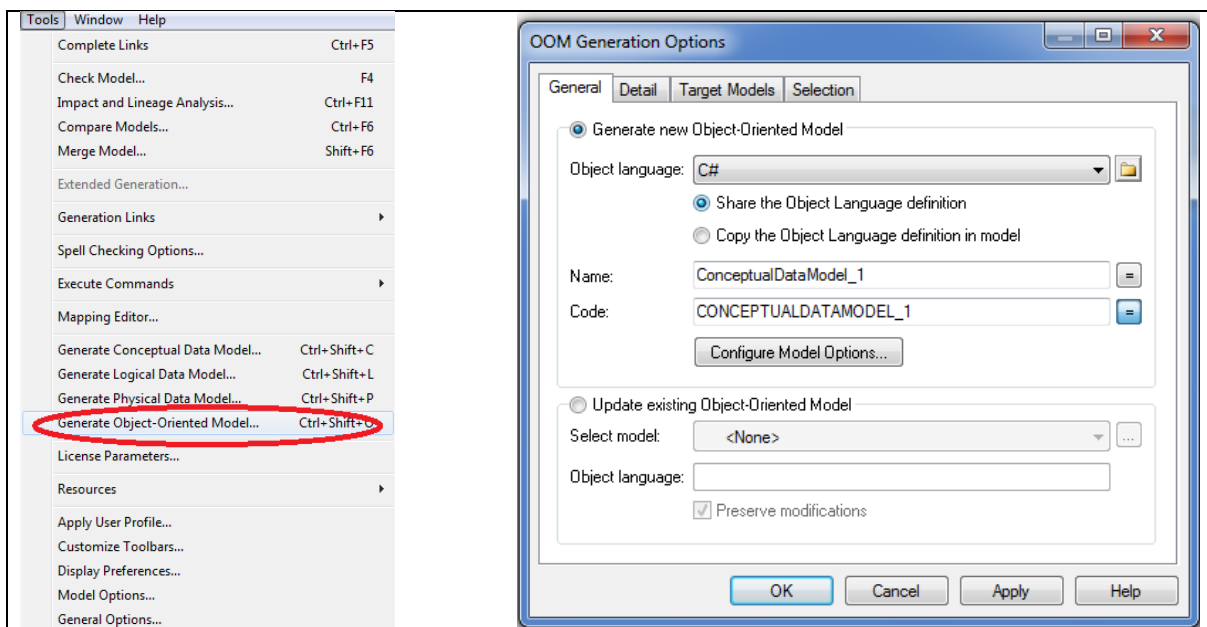 Tools Window Help
Complete Links Ctrl+F5
Check Model... F4
Impact and Lineage Analysis... Ctrl+F11
Compare Models... Ctrl+F6
Merge Model... Shift+F6
Extended Generation...
Generation Links
Spell Checking Options...
Execute Commands
Mapping Editor...
Generate Conceptual Data Model... Ctrl+Shift+C
Generate Logical Data Model... Ctrl+Shift+L
Generate Physical Data Model... Ctrl+Shift+P
Generate Object-Oriented Model... Ctrl+Shift+O
License Parameters...
Resources
Apply User Profile...
Customize Toolbars...
Display Preferences...
Model Options...
General Options...
OOM Generation Options
General Detail Target Models Selection
Generate new Object-Oriented Model
Object language: C#
Share the Object Language definition
Copy the Object Language definition in model
Name: ConceptualDataModel_1 =
Code: CONCEPTUALDATAMODEL_1 =
Configure Model Options...
Update existing Object-Oriented Model
Select model: <None> ...
Object language:
Preserve modifications
OK Cancel Apply Help